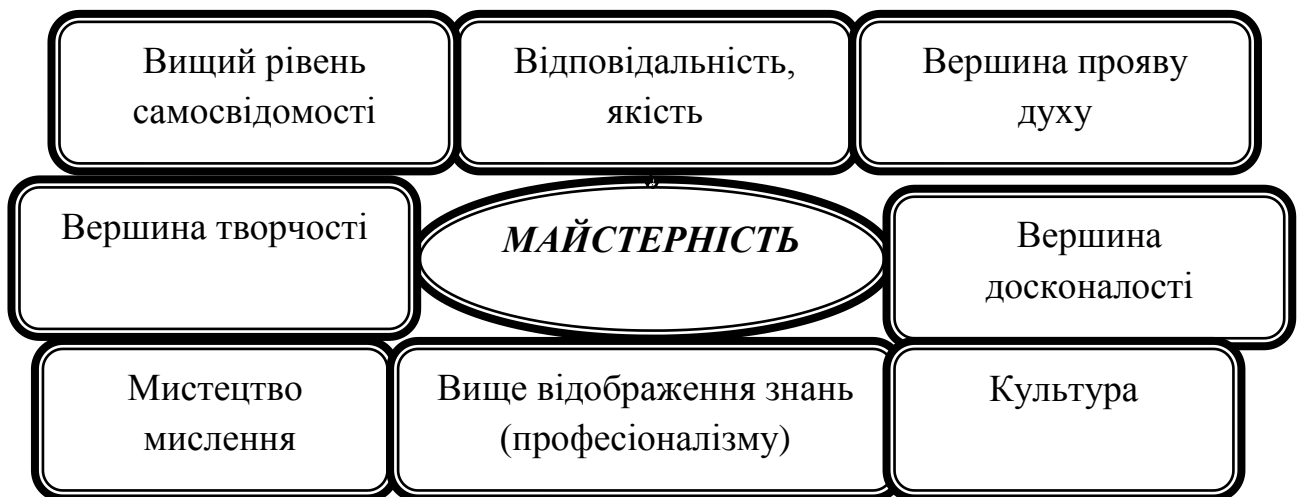 Вищий рівень
самосвідомості
Відповідальність,
якість
Вершина прояву
духу
Вершина творчості
МАЙСТЕРНІСТЬ
Вершина
досконалості
Мистецтво
мислення
Вище відображення знань
(професіоналізму)
Культура